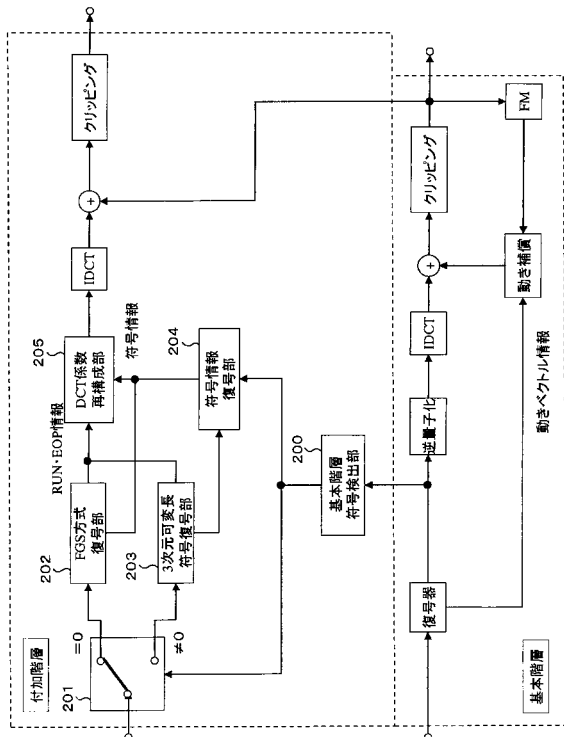 付加階層
201
=0
≠0
202
FGS方式
復号部
203
3次元可変長
符号復号部
RUN・EOP情報
205
DCT係数
再構成部
符号情報
204
符号情報
復号部
IDCT
+
クリッピング
200
基本階層
符号検出部
復号器
逆量子化
IDCT
+
クリッピング
動き補償
FM
動きベクトル情報
基本階層